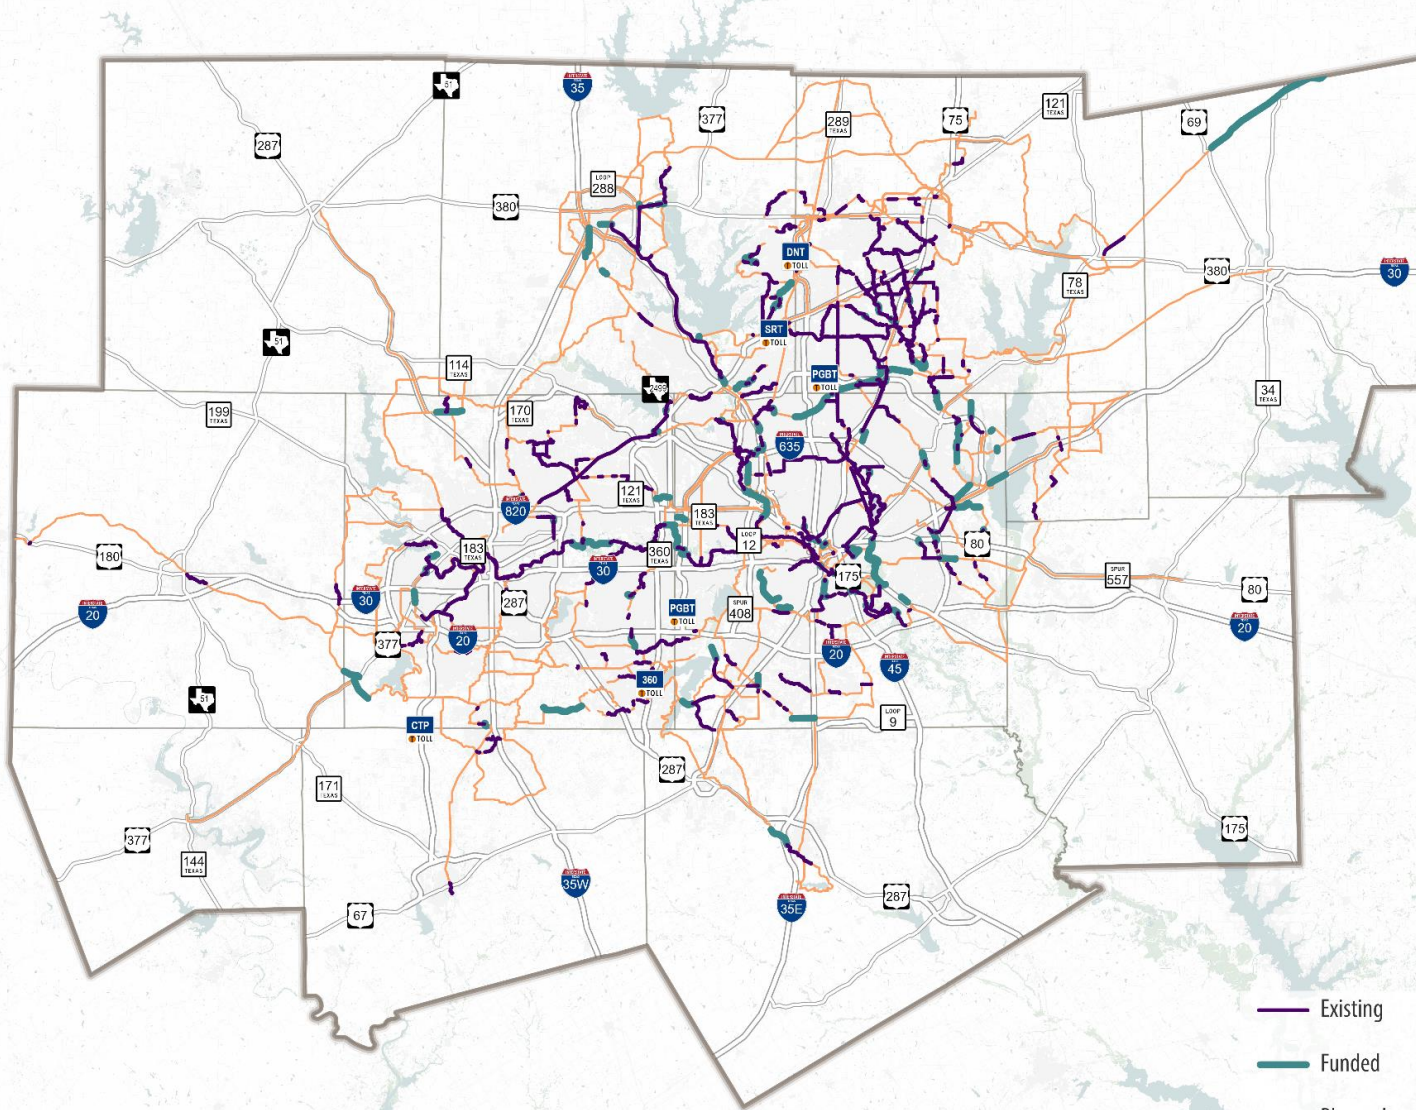 51
INTERSTATE
35
377
289
TEXAS
75
121
TEXAS
69
287
LOOP
288
380
DNT
TOLL
78
TEXAS
380
30
SRT
TOLL
51
114
TEXAS
PGBT
TOLL
2499
34
TEXAS
199
TEXAS
170
TEXAS
635
121
TEXAS
820
183
TEXAS
LOOP
12
80
180
183
TEXAS
360
TEXAS
30
175
SPUR
557
80
20
30
287
PGBT
TOLL
SPUR
408
20
377
20
20
45
51
360
TOLL
LOOP
9
CTP
TOLL
287
171
TEXAS
377
144
TEXAS
175
35W
67
35E
287
Existing
Funded